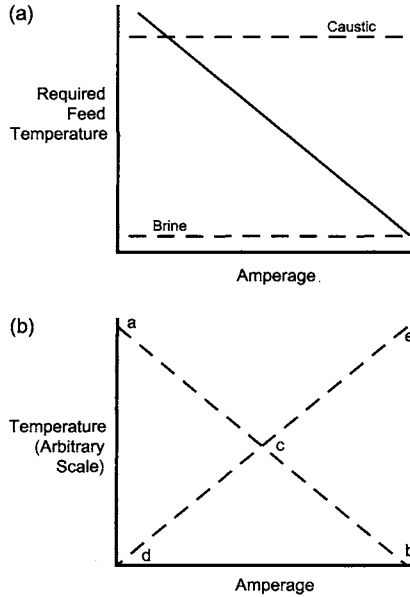 (a)
Caustic
Required
Feed
Temperature
Brine
Amperage
(b)
a
e
Temperature
(Arbitrary
Scale)
c
d
b
Amperage